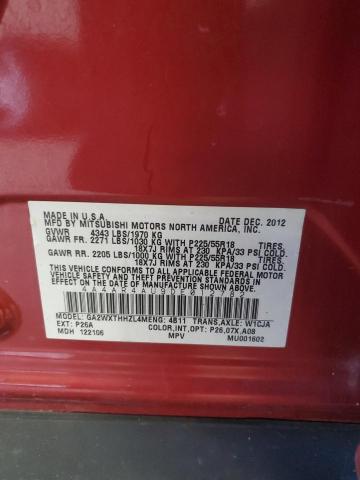 MADE IN U.S.A. DATE DEC. 2012
MFD BY MITSUBISHI MOTORS NORTH AMERICA, INC.
GVWR 4343 LBS/1970 KG
GAWR FR. 2271 LBS/1030 KG WITH P225/55R18 TIRES,
18X7J RIMS AT 230 KPA/33 PSI COLD.
GAWR RR. 2205 LBS/1000 KG WITH P225/55R18 TIRES,
18X7J RIMS AT 230 KPA/33 PSI COLD.
THIS VEHICLE CONFORMS TO ALL APPLICABLE FEDERAL MOTOR
VEHICLE SAFETY AND THEFT PREVENTION STANDARDS IN
EFFECT ON THE DATE OF MANUFACTURE SHOWN ABOVE.
4A4AR4AU9DE012782
MODEL: GA2WXTHHZL4M ENG: 4B11 TRANS,AXLE: W1CJA
EXT: P26A COLOR,INT,OPT: P26,07X,A08
MDH 122106 MPV MU001602